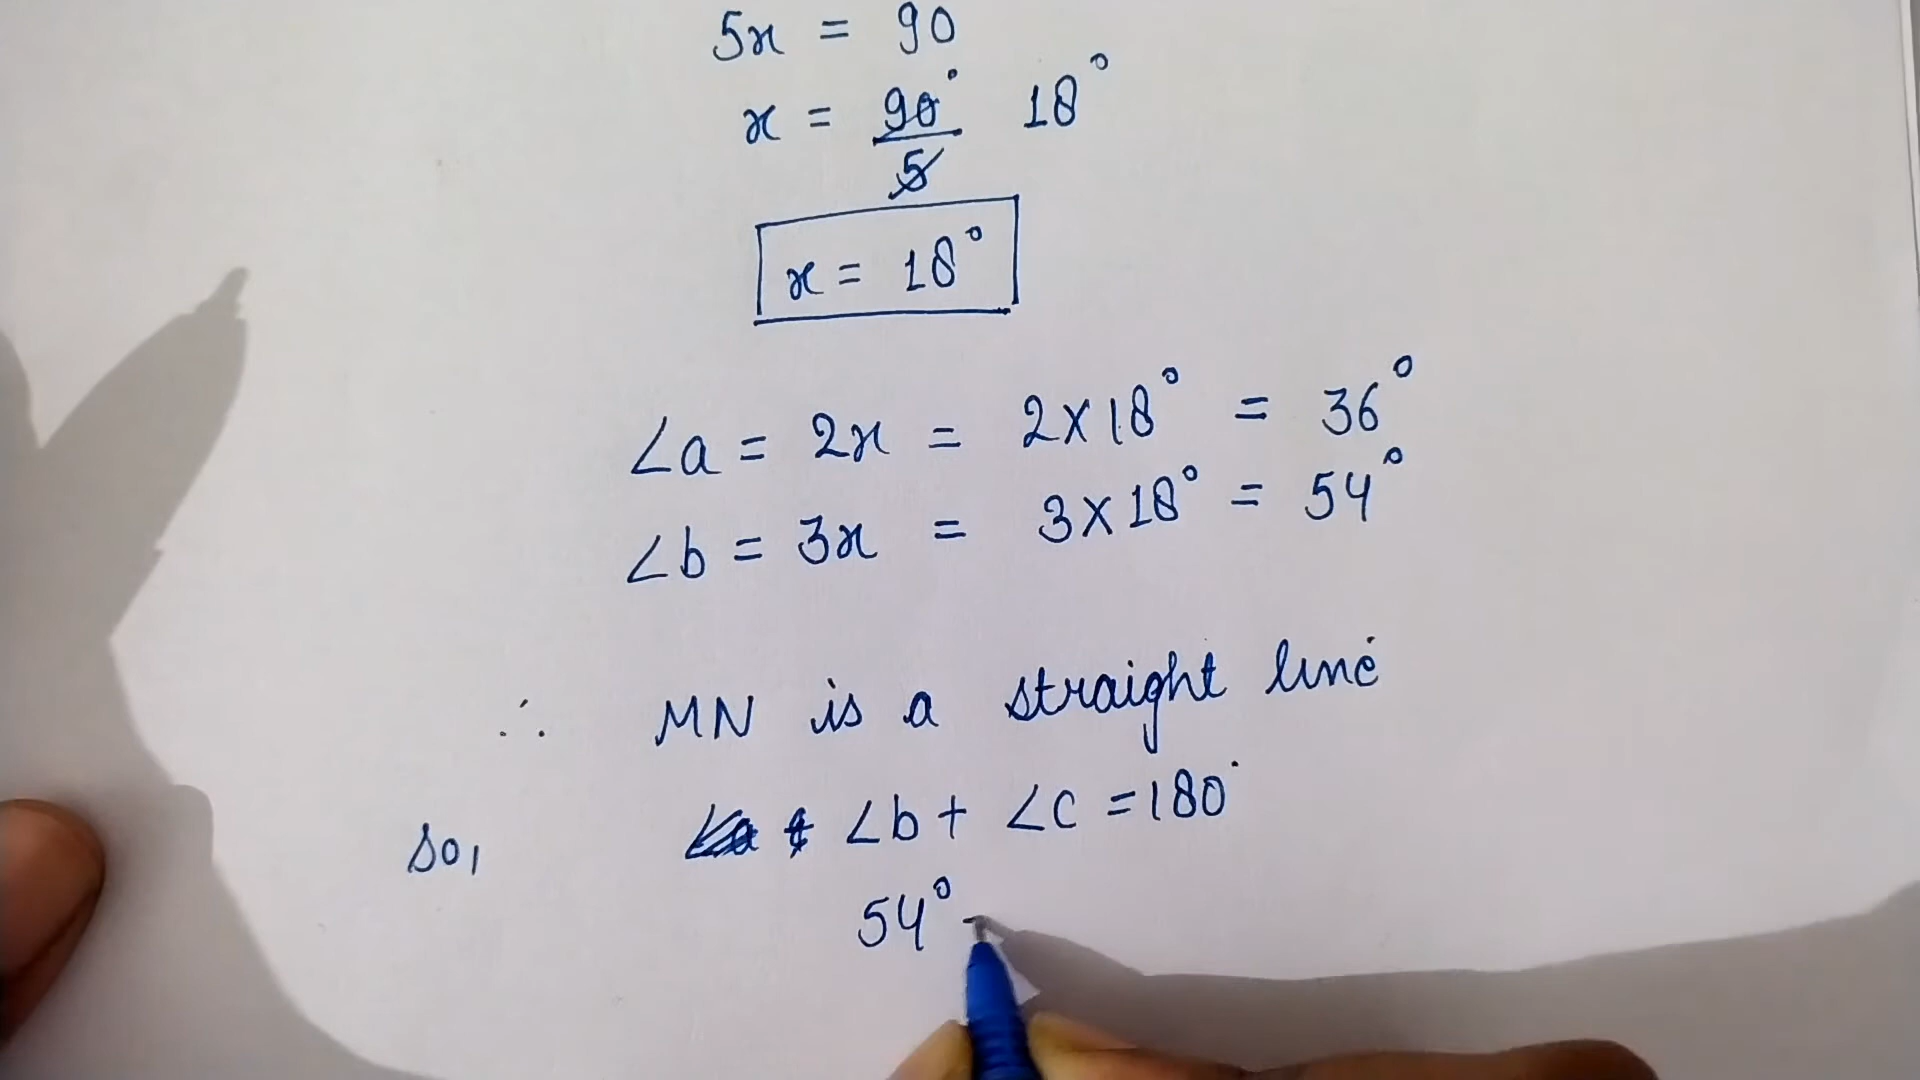 5x = 90
x = 90°/5 18°
x = 18°
∠a = 2x = 2×18° = 36°
∠b = 3x = 3×18° = 54°
∴ MN is a straight line
so, ∠b + ∠c = 180°
54°